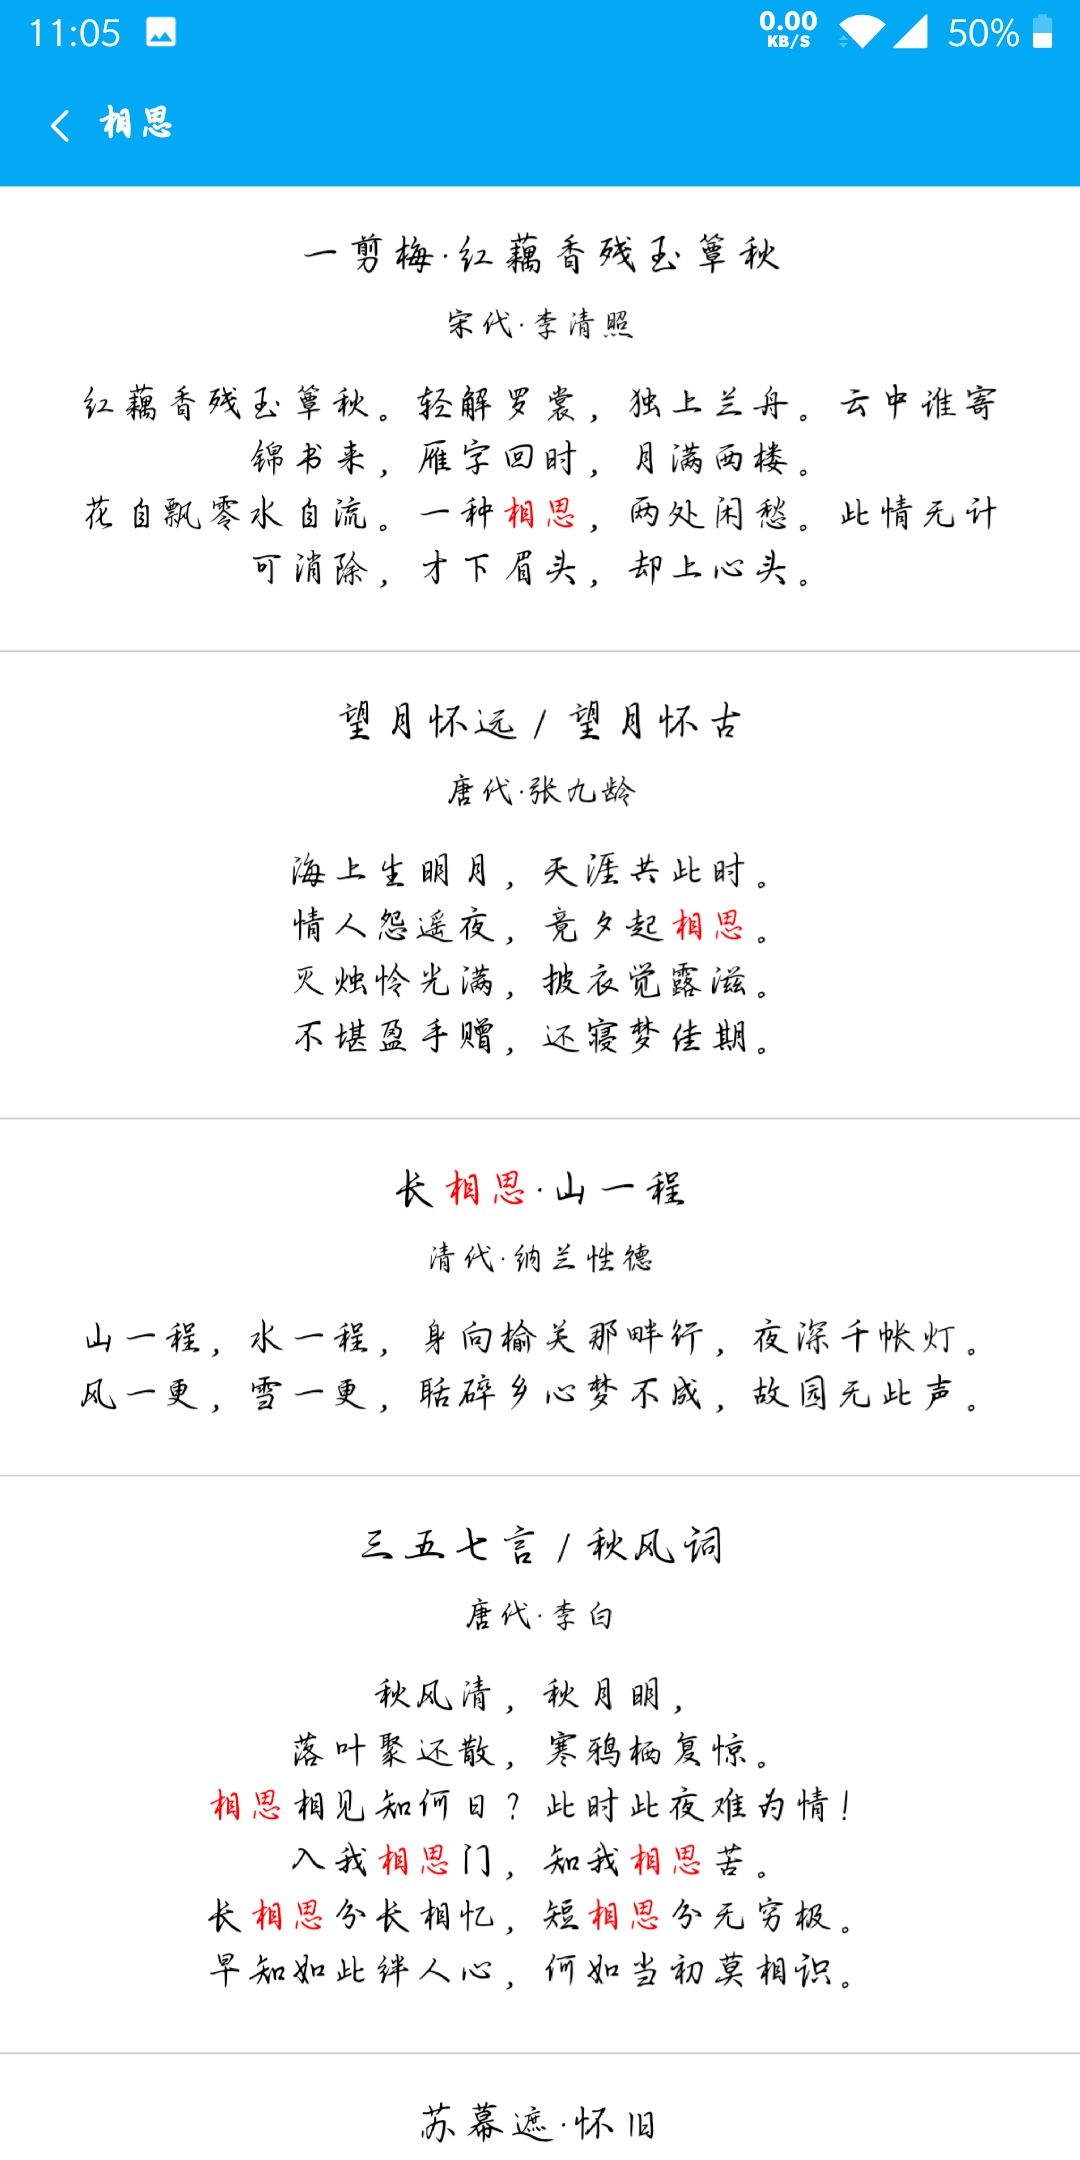 11:05
0.00 KB/S
50%
相思
一剪梅·红藕香残玉簟秋
宋代·李清照
红藕香残玉簟秋。轻解罗裳，独上兰舟。云中谁寄
锦书来，雁字回时，月满西楼。
花自飘零水自流。一种相思，两处闲愁。此情无计
可消除，才下眉头，却上心头。
望月怀远 / 望月怀古
唐代·张九龄
海上生明月，天涯共此时。
情人怨遥夜，竟夕起相思。
灭烛怜光满，披衣觉露滋。
不堪盈手赠，还寝梦佳期。
长相思·山一程
清代·纳兰性德
山一程，水一程，身向榆关那畔行，夜深千帐灯。
风一更，雪一更，聒碎乡心梦不成，故园无此声。
三五七言 / 秋风词
唐代·李白
秋风清，秋月明，
落叶聚还散，寒鸦栖复惊。
相思相见知何日？此时此夜难为情！
入我相思门，知我相思苦。
长相思兮长相忆，短相思兮无穷极。
早知如此绊人心，何如当初莫相识。
苏幕遮·怀旧